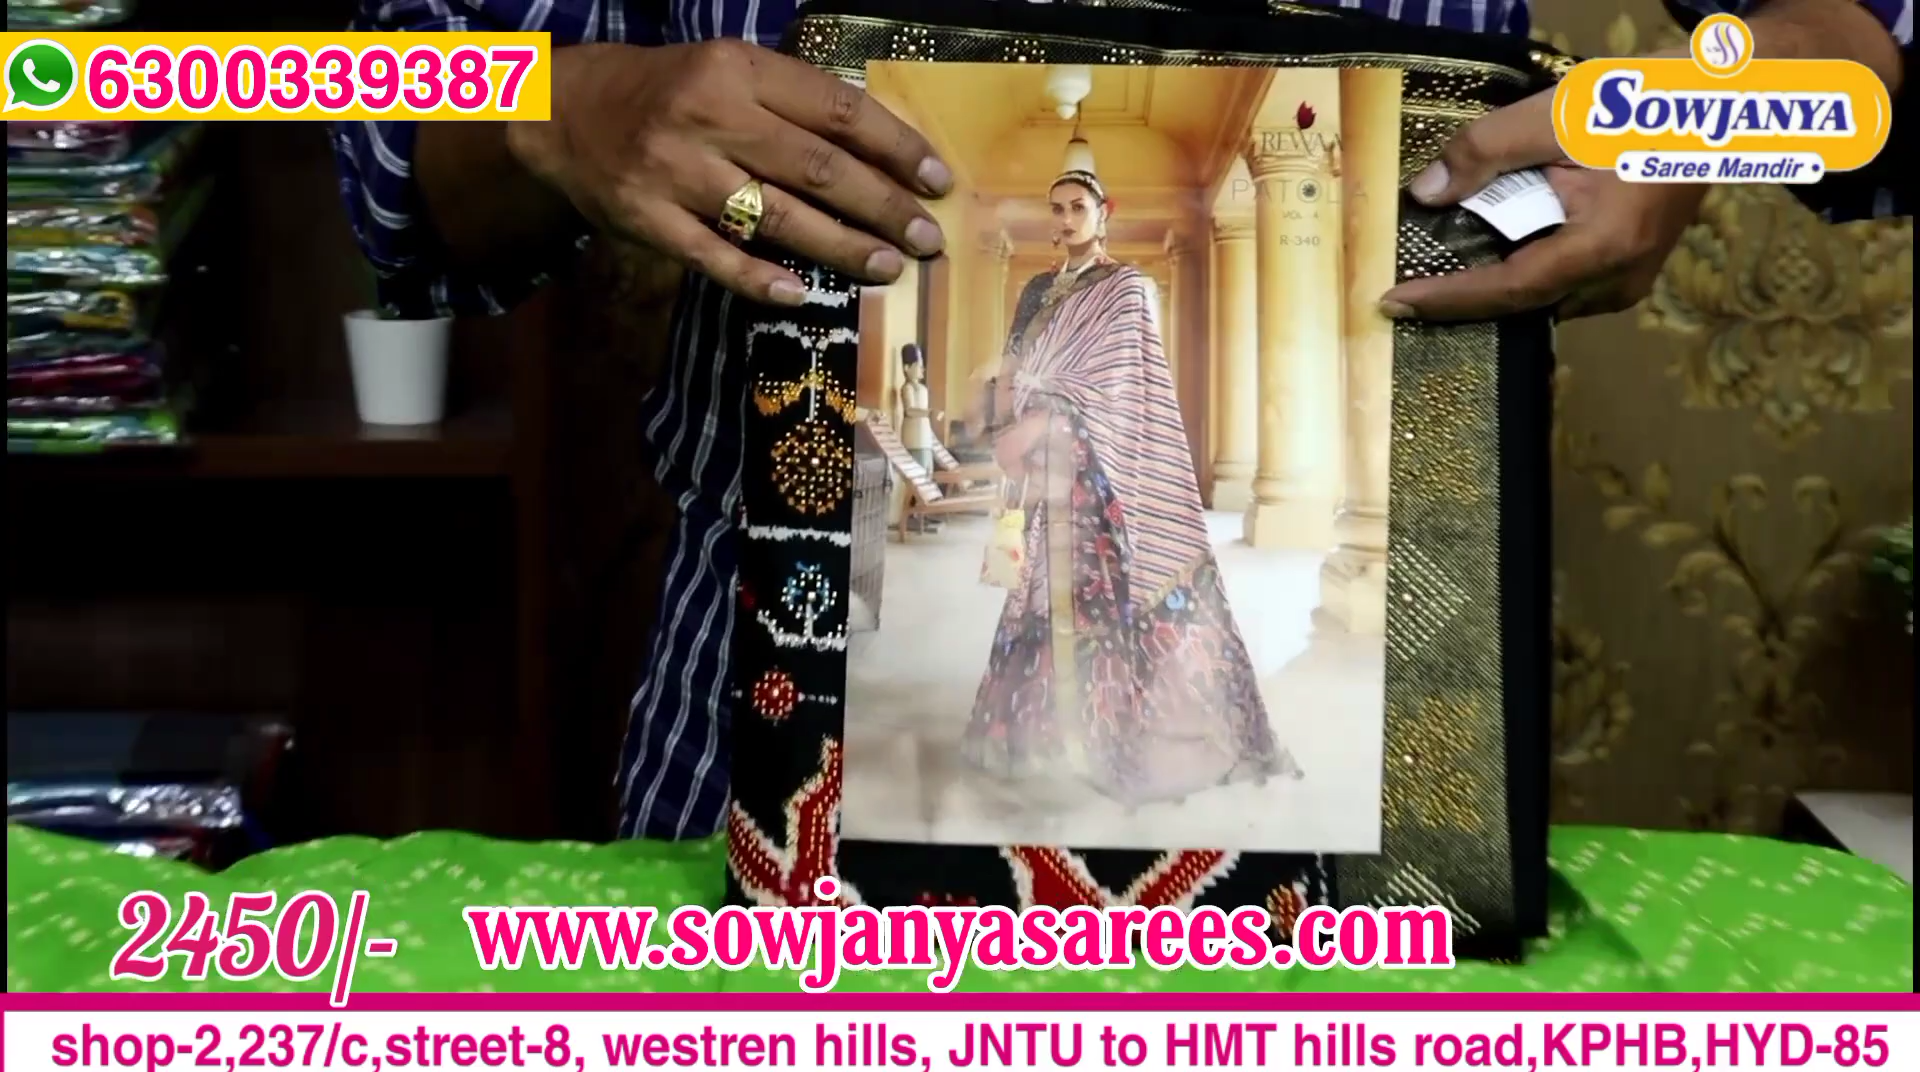 6300339387
SOWJANYA
• Saree Mandir •
REWAA
PATOLA
VOL-4
R-340
2450/-
www.sowjanyasarees.com
shop-2,237/c,street-8, westren hills, JNTU to HMT hills road,KPHB,HYD-85